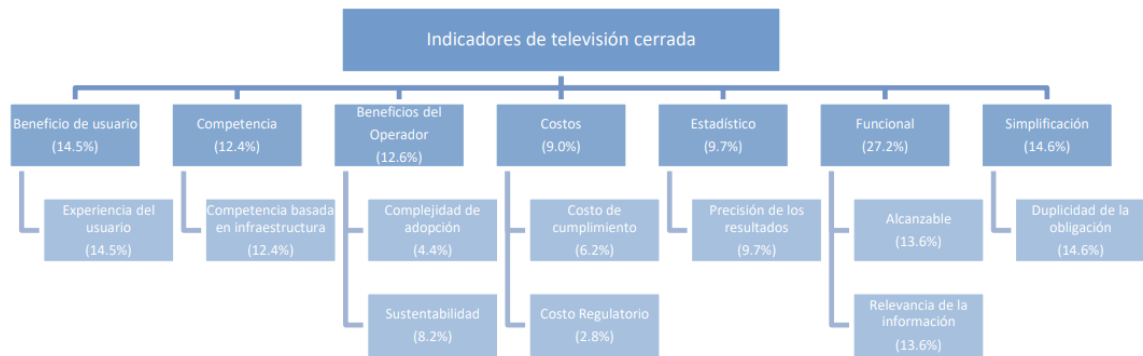 Indicadores de televisión cerrada
Beneficio de usuario
(14.5%)
Competencia
(12.4%)
Beneficios del
Operador
(12.6%)
Costos
(9.0%)
Estadístico
(9.7%)
Funcional
(27.2%)
Simplificación
(14.6%)
Experiencia del
usuario
(14.5%)
Competencia basada
en infraestructura
(12.4%)
Complejidad de
adopción
(4.4%)
Costo de
cumplimiento
(6.2%)
Precisión de los
resultados
(9.7%)
Alcanzable
(13.6%)
Duplicidad de la
obligación
(14.6%)
Sustentabilidad
(8.2%)
Costo Regulatorio
(2.8%)
Relevancia de la
información
(13.6%)